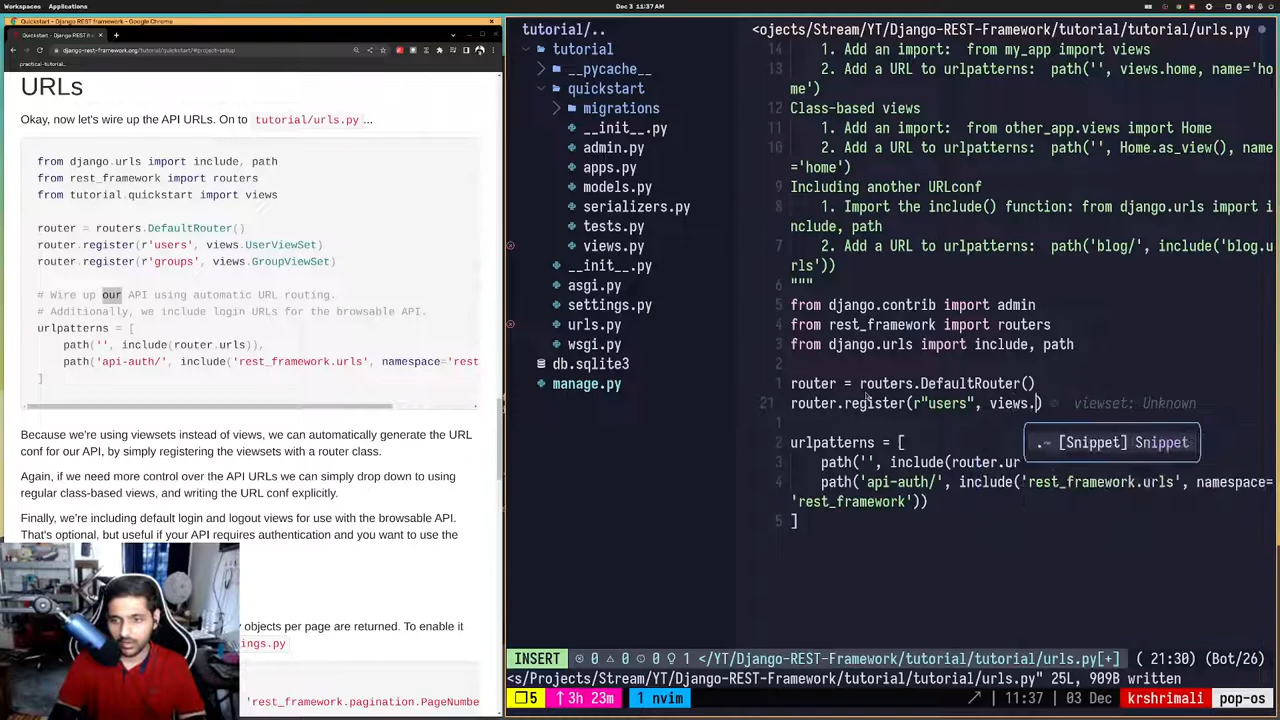 Workspaces Applications
Dec 3 11:37 AM
Quickstart - Django REST framework - Google Chrome
django-rest-framework.org/tutorial/quickstart/#project-setup
practical-tutorial...
URLs
Okay, now let's wire up the API URLs. On to tutorial/urls.py ...
from django.urls import include, path
from rest_framework import routers
from tutorial.quickstart import views
router = routers.DefaultRouter()
router.register(r'users', views.UserViewSet)
router.register(r'groups', views.GroupViewSet)
# Wire up our API using automatic URL routing.
# Additionally, we include login URLs for the browsable API.
urlpatterns = [
path('', include(router.urls)),
path('api-auth/', include('rest_framework.urls', namespace='rest
]
Because we're using viewsets instead of views, we can automatically generate the URL
conf for our API, by simply registering the viewsets with a router class.
Again, if we need more control over the API URLs we can simply drop down to using
regular class-based views, and writing the URL conf explicitly.
Finally, we're including default login and logout views for use with the browsable API.
That's optional, but useful if your API requires authentication and you want to use the
objects per page are returned. To enable it
ings.py
'rest_framework.pagination.PageNumbe
tutorial/..
tutorial
__pycache__
quickstart
migrations
__init__.py
admin.py
apps.py
models.py
serializers.py
tests.py
views.py
__init__.py
asgi.py
settings.py
urls.py
wsgi.py
db.sqlite3
manage.py
<ojects/Stream/YT/Django-REST-Framework/tutorial/tutorial/urls.py
14 1. Add an import: from my_app import views
13 2. Add a URL to urlpatterns: path('', views.home, name='ho
me')
12 Class-based views
11 1. Add an import: from other_app.views import Home
10 2. Add a URL to urlpatterns: path('', Home.as_view(), name
='home')
9 Including another URLconf
8 1. Import the include() function: from django.urls import i
nclude, path
7 2. Add a URL to urlpatterns: path('blog/', include('blog.u
rls'))
6 """
5 from django.contrib import admin
4 from rest_framework import routers
3 from django.urls import include, path
2
1 router = routers.DefaultRouter()
21 router.register(r"users", views.) viewset: Unknown
1
2 urlpatterns = [
.~ [Snippet] Snippet
3 path('', include(router.ur
4 path('api-auth/', include('rest_framework.urls', namespace=
'rest_framework'))
5 ]
INSERT 0 0 0 1 </YT/Django-REST-Framework/tutorial/tutorial/urls.py[+] ( 21:30) (Bot/26)
<s/Projects/Stream/YT/Django-REST-Framework/tutorial/tutorial/urls.py" 25L, 909B written
5 ↑3h 23m 1 nvim 11:37 03 Dec krshrimali pop-os